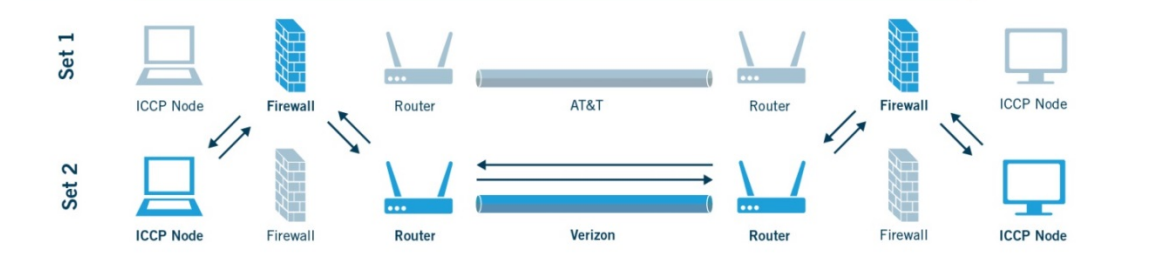 Set 1
ICCP Node Firewall Router AT&T Router Firewall ICCP Node
Set 2
ICCP Node Firewall Router Verizon Router Firewall ICCP Node